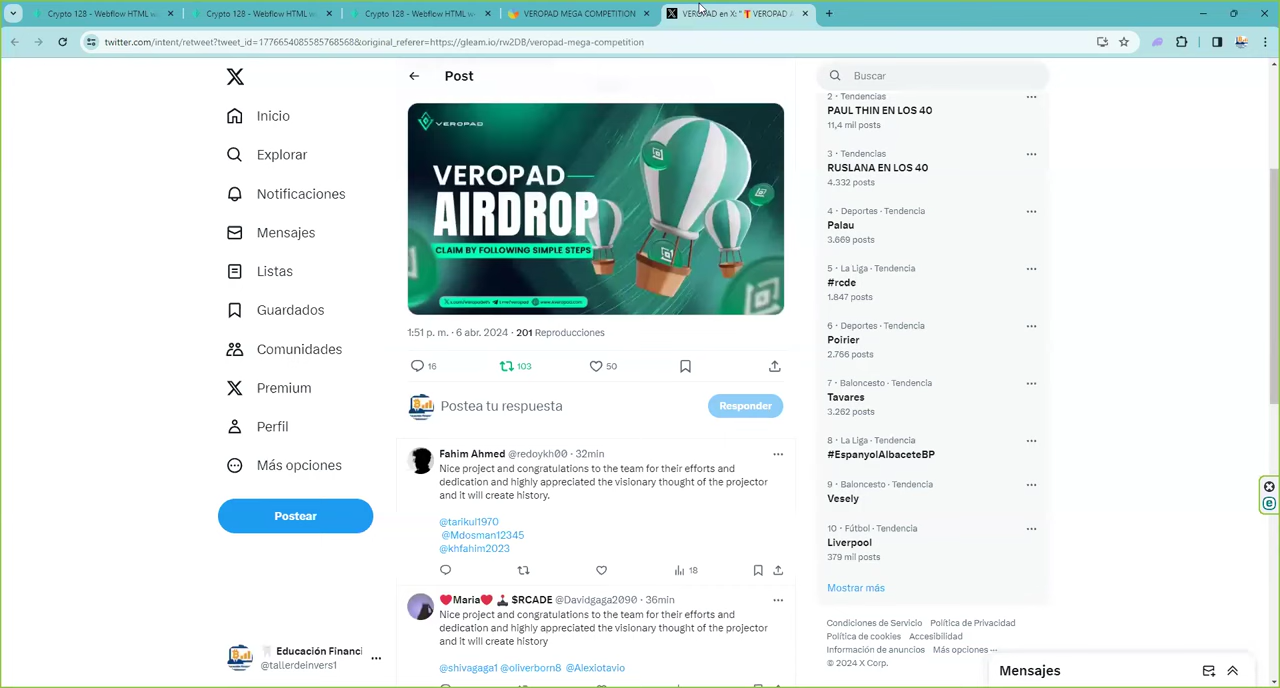 Crypto 128 - Webflow HTML w
Crypto 128 - Webflow HTML w
Crypto 128 - Webflow HTML w
VEROPAD MEGA COMPETITION
VEROPAD en X: "
twitter.com/intent/retweet?tweet_id=1776654085585768568&original_referer=https://gleam.io/rw2DB/veropad-mega-competition
Inicio
Explorar
Notificaciones
Mensajes
Listas
Guardados
Comunidades
Premium
Perfil
Más opciones
Postear
Educación Financi
@tallerdeinvers1
Post
VEROPAD
VEROPAD
AIRDROP
CLAIM BY FOLLOWING SIMPLE STEPS
1:51 p. m. · 6 abr. 2024 · 201 Reproducciones
16 103 50
Postea tu respuesta
Responder
Fahim Ahmed @redoykh00 · 32min
Nice project and congratulations to the team for their efforts and
dedication and highly appreciated the visionary thought of the projector
and it will create history.
@tarikul1970
@Mdosman12345
@khfahim2023
18
Maria $RCADE @Davidgaga2090 · 36min
Nice project and congratulations to the team for their efforts and
dedication and highly appreciated the visionary thought of the projector
and it will create history
@shivagaga1 @oliverborn8 @Alexiotavio
Buscar
2 · Tendencias
PAUL THIN EN LOS 40
11,4 mil posts
3 · Tendencias
RUSLANA EN LOS 40
4.332 posts
4 · Deportes · Tendencia
Palau
3.669 posts
5 · La Liga · Tendencia
#rcde
1.847 posts
6 · Deportes · Tendencia
Poirier
2.766 posts
7 · Baloncesto · Tendencia
Tavares
3.262 posts
8 · La Liga · Tendencia
#EspanyolAlbaceteBP
9 · Baloncesto · Tendencia
Vesely
10 · Fútbol · Tendencia
Liverpool
379 mil posts
Mostrar más
Condiciones de Servicio Política de Privacidad
Política de cookies Accesibilidad
Información de anuncios Más opciones ···
© 2024 X Corp.
Mensajes